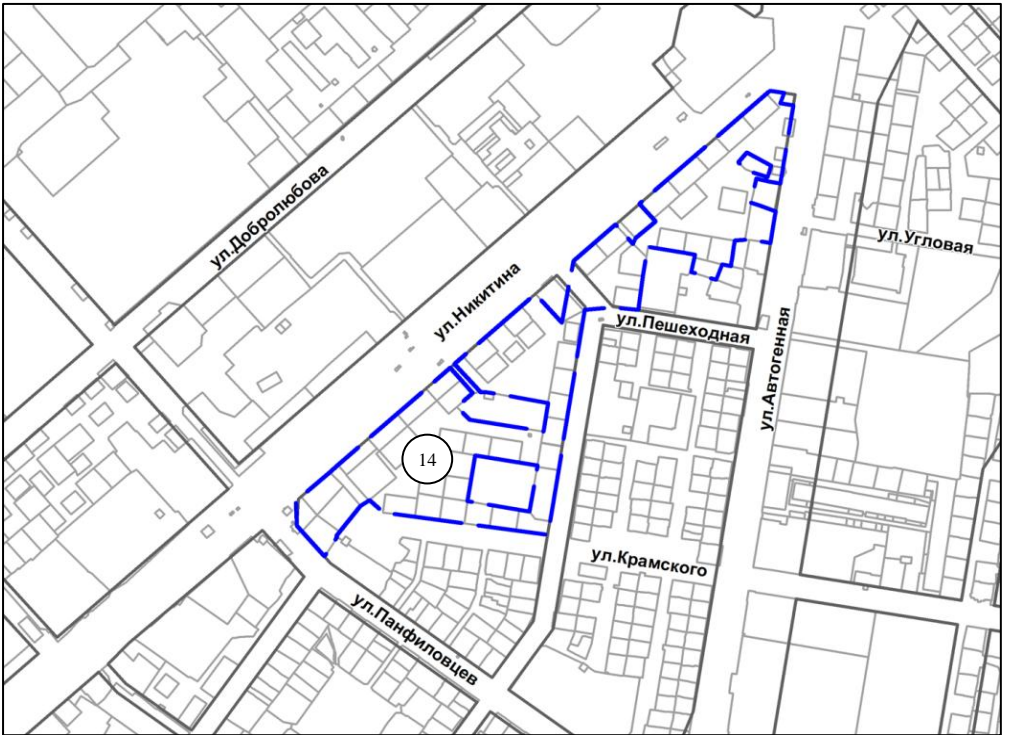 ул.Добролюбова
ул.Угловая
ул.Никитина
ул.Пешеходная
ул.Автогенная
14
ул.Крамского
ул.Панфиловцев